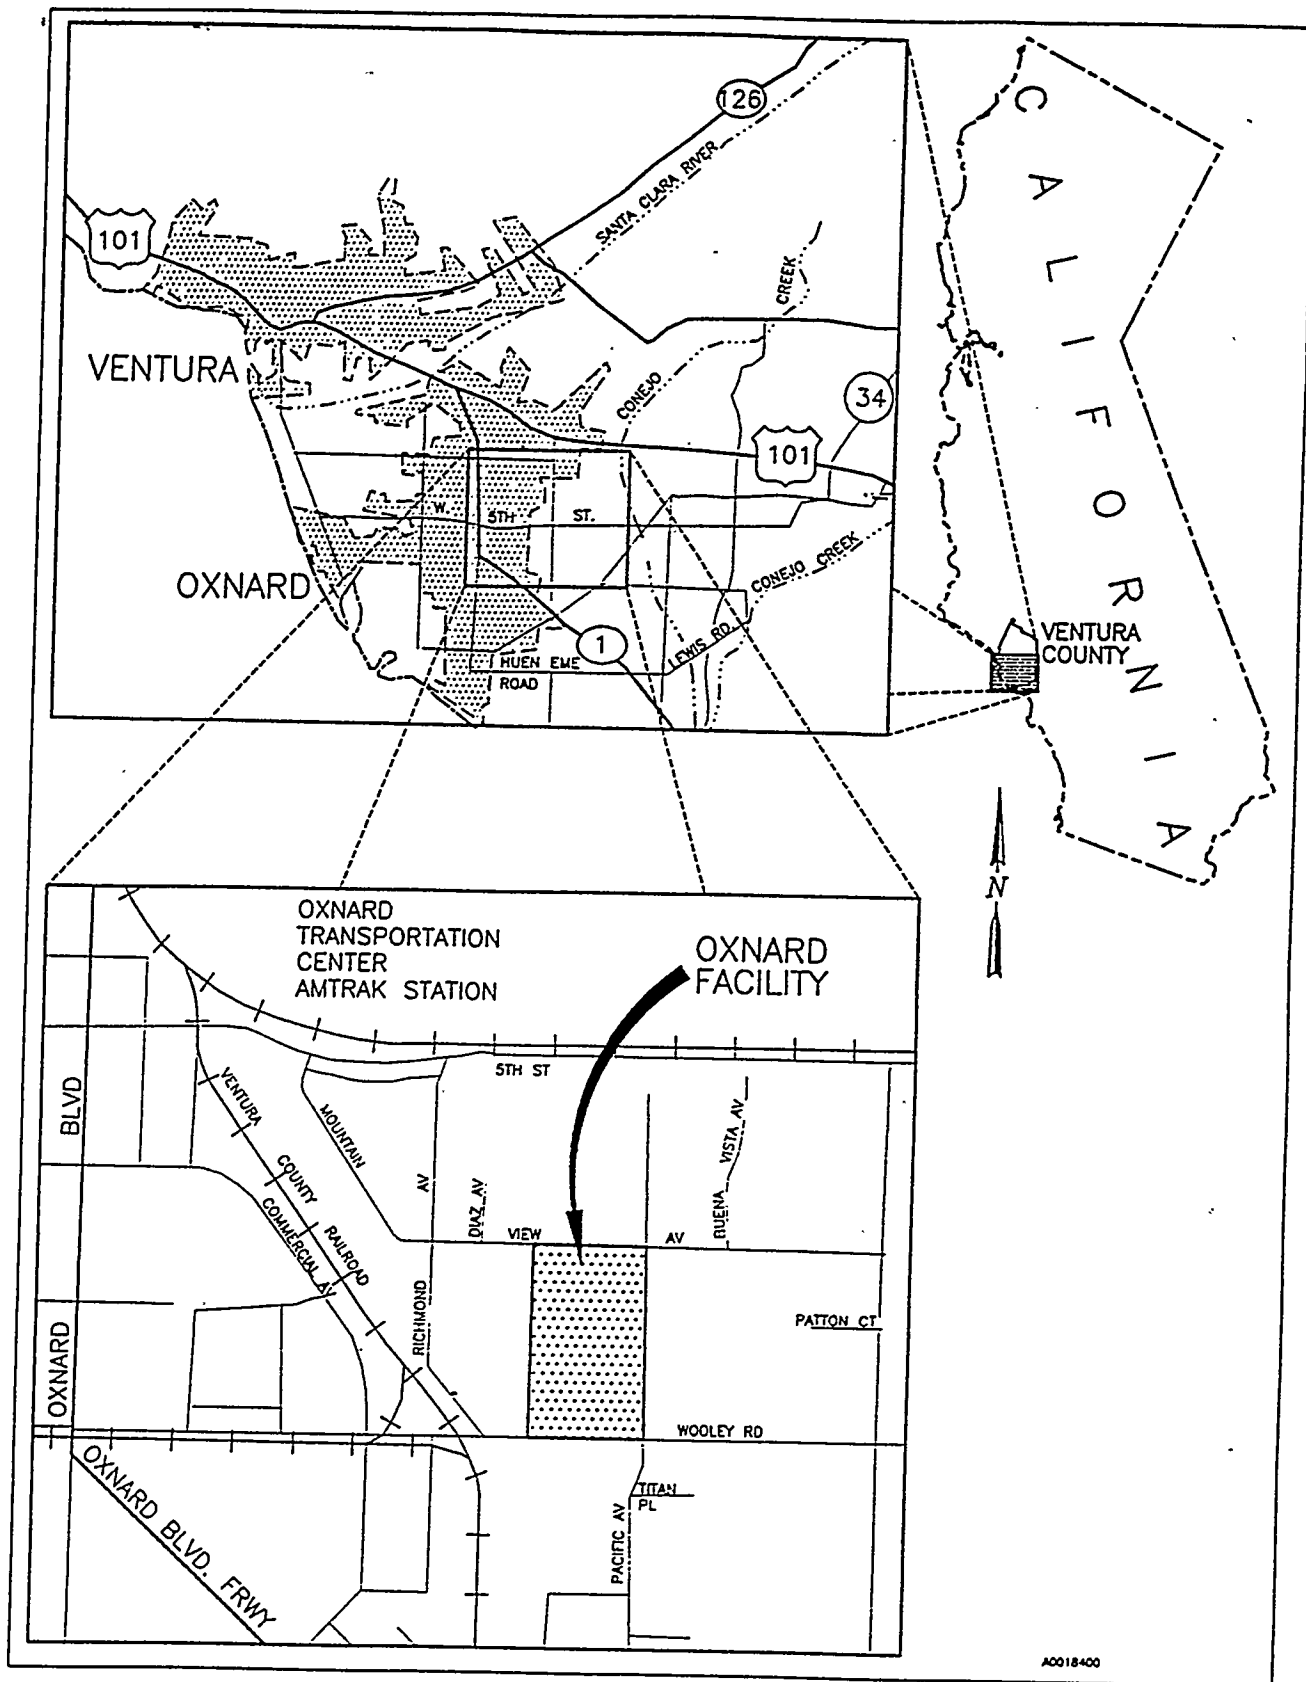 126
SANTA CLARA RIVER
101
CREEK
VENTURA
CONEJO
34
101
W. 5TH ST.
CONEJO CREEK
OXNARD
1
LEWIS RD
HUEN EME
ROAD
CALIFORNIA
VENTURA
COUNTY
N
OXNARD
TRANSPORTATION
CENTER
AMTRAK STATION
OXNARD
FACILITY
5TH ST
BLVD
VENTURA
COUNTY
RAILROAD
MOUNTAIN
AV
DIAZ AV
VISTA AV
BUENA
VIEW
AV
COMMERCIAL AV
RICHMOND
PATTON CT
OXNARD
WOOLEY RD
OXNARD BLVD. FRWY
TITAN
PL
PACIFIC AV
A0018400